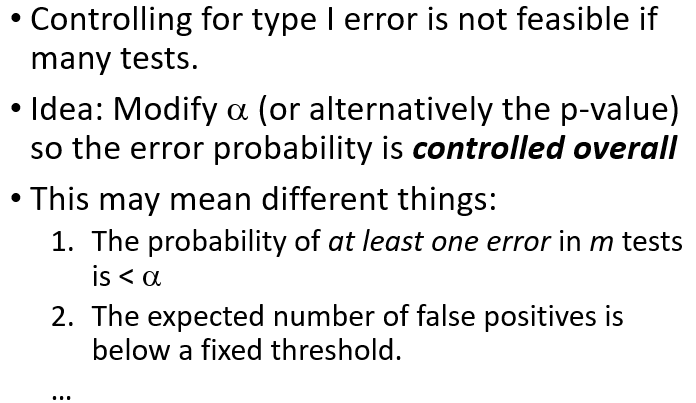 • Controlling for type I error is not feasible if
many tests.
• Idea: Modify α (or alternatively the p-value)
so the error probability is controlled overall
• This may mean different things:
1. The probability of at least one error in m tests
is < α
2. The expected number of false positives is
below a fixed threshold.
...